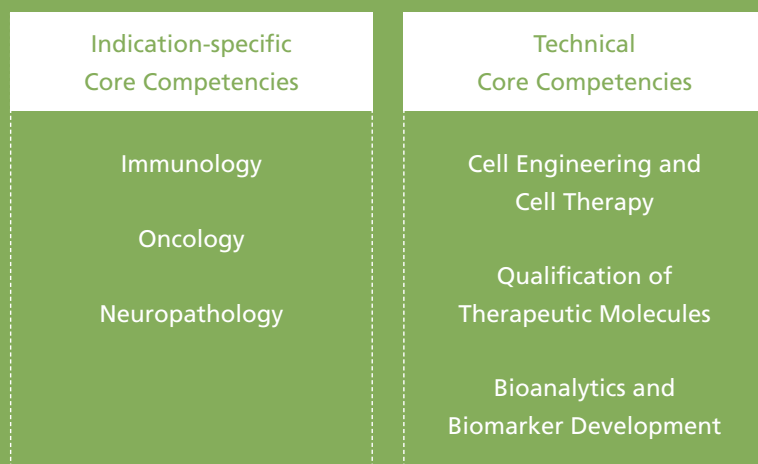 Indication-specific
Core Competencies
Immunology
Oncology
Neuropathology
Technical
Core Competencies
Cell Engineering and
Cell Therapy
Qualification of
Therapeutic Molecules
Bioanalytics and
Biomarker Development